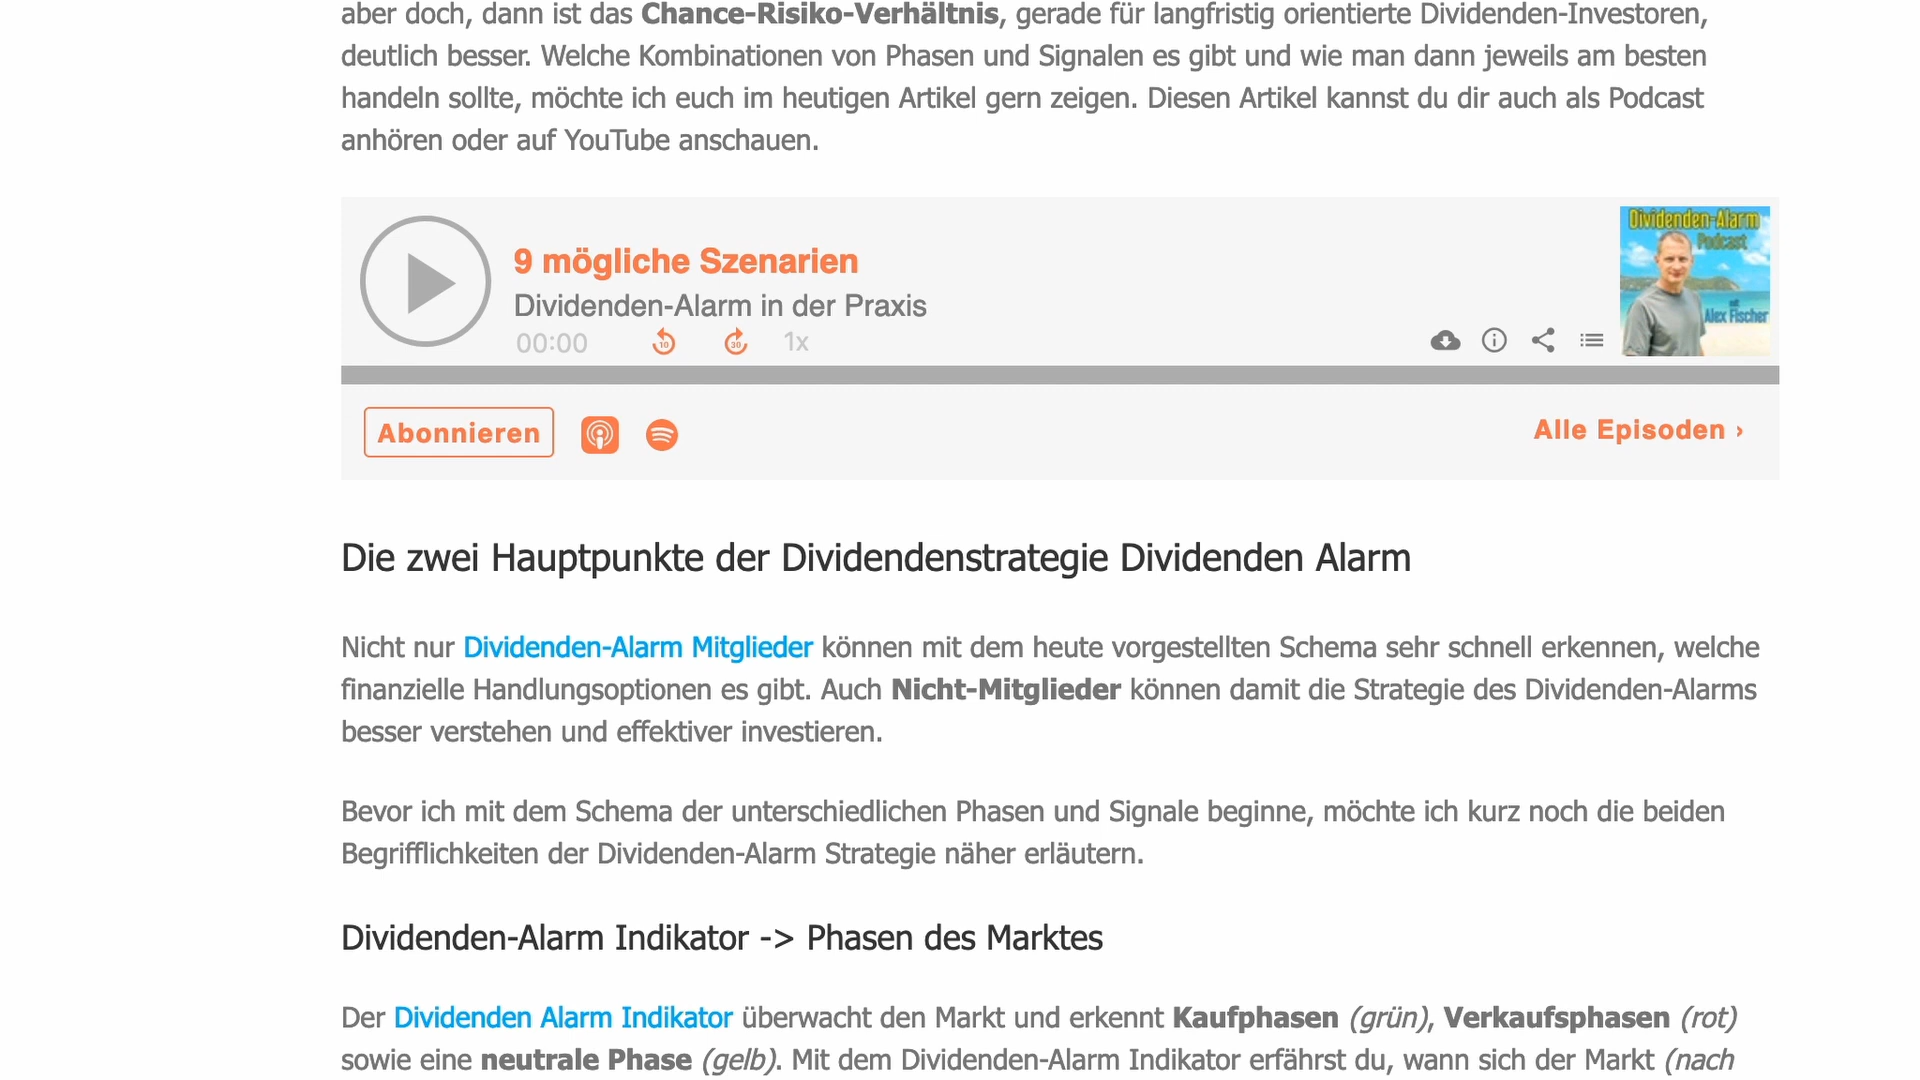 aber doch, dann ist das Chance-Risiko-Verhältnis, gerade für langfristig orientierte Dividenden-Investoren,
deutlich besser. Welche Kombinationen von Phasen und Signalen es gibt und wie man dann jeweils am besten
handeln sollte, möchte ich euch im heutigen Artikel gern zeigen. Diesen Artikel kannst du dir auch als Podcast
anhören oder auf YouTube anschauen.
9 mögliche Szenarien
Dividenden-Alarm in der Praxis
00:00 10 30 1x
Dividenden-Alarm
Podcast
mit
Alex Fischer
Abonnieren
Alle Episoden ›
Die zwei Hauptpunkte der Dividendenstrategie Dividenden Alarm
Nicht nur Dividenden-Alarm Mitglieder können mit dem heute vorgestellten Schema sehr schnell erkennen, welche
finanzielle Handlungsoptionen es gibt. Auch Nicht-Mitglieder können damit die Strategie des Dividenden-Alarms
besser verstehen und effektiver investieren.
Bevor ich mit dem Schema der unterschiedlichen Phasen und Signale beginne, möchte ich kurz noch die beiden
Begrifflichkeiten der Dividenden-Alarm Strategie näher erläutern.
Dividenden-Alarm Indikator -> Phasen des Marktes
Der Dividenden Alarm Indikator überwacht den Markt und erkennt Kaufphasen (grün), Verkaufsphasen (rot)
sowie eine neutrale Phase (gelb). Mit dem Dividenden-Alarm Indikator erfährst du, wann sich der Markt (nach